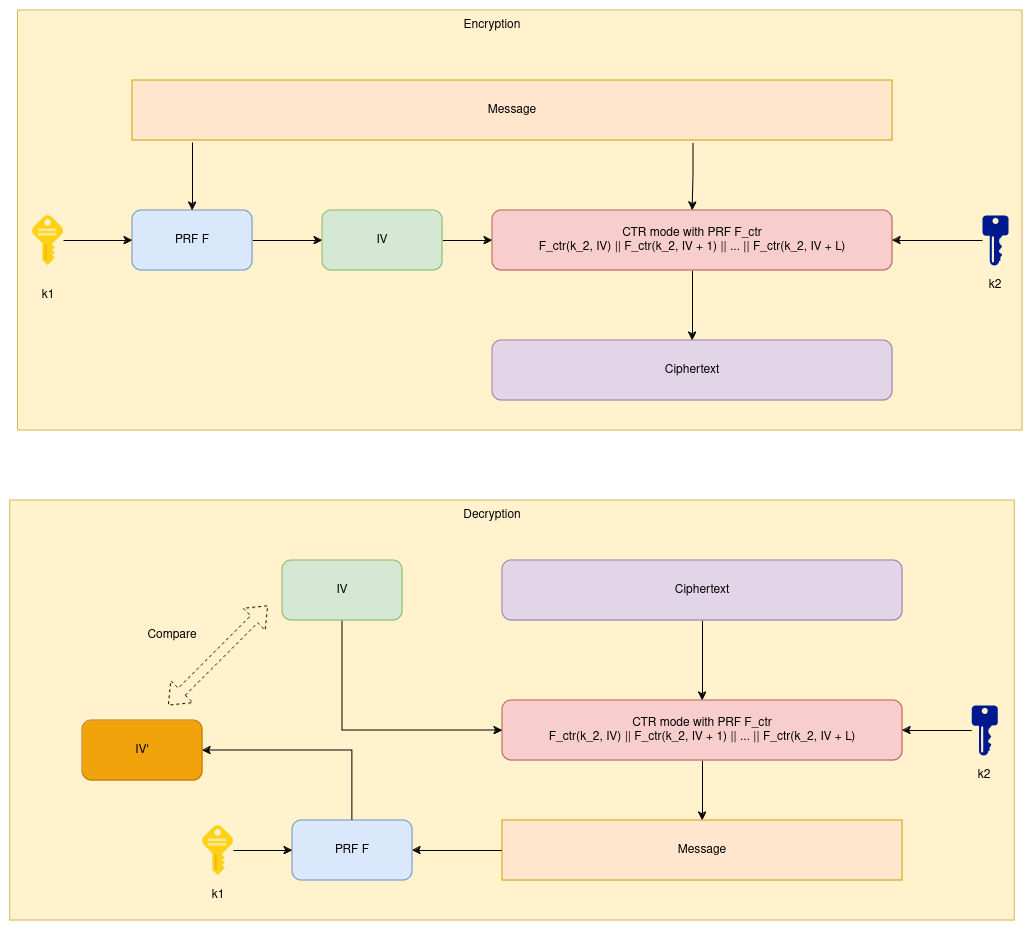 Encryption
Message
k1
PRF F
IV
CTR mode with PRF F_ctr
F_ctr(k_2, IV) || F_ctr(k_2, IV + 1) || ... || F_ctr(k_2, IV + L)
k2
Ciphertext
Decryption
IV
Ciphertext
Compare
CTR mode with PRF F_ctr
F_ctr(k_2, IV) || F_ctr(k_2, IV + 1) || ... || F_ctr(k_2, IV + L)
k2
IV'
k1
PRF F
Message